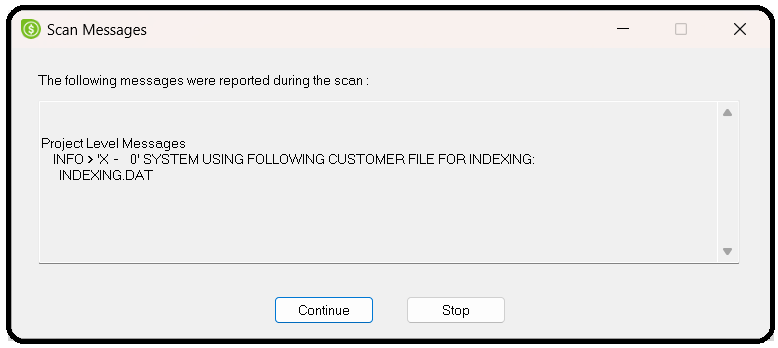 Scan Messages
The following messages were reported during the scan :
Project Level Messages
INFO > 'X -   0' SYSTEM USING FOLLOWING CUSTOMER FILE FOR INDEXING:
INDEXING.DAT
Continue
Stop